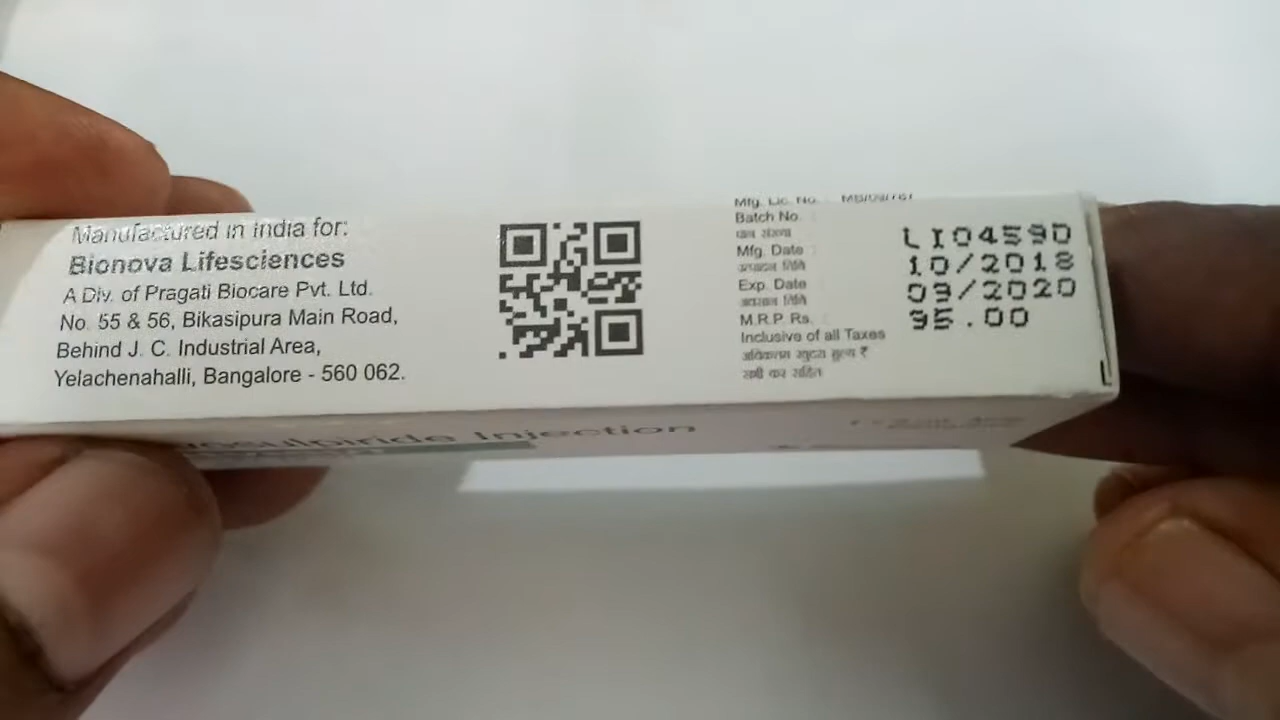 Manufactured in India for:
Bionova Lifesciences
A Div. of Pragati Biocare Pvt. Ltd.
No. 55 & 56, Bikasipura Main Road,
Behind J. C. Industrial Area,
Yelachenahalli, Bangalore - 560 062.
Mfg. Lic. No.
Batch No. LI0459D
Mfg. Date 10/2018
उत्पादन तिथि
Exp. Date 09/2020
अवसान तिथि
M.R.P. Rs. 95.00
Inclusive of all Taxes
अधिकतम खुदरा मूल्य ₹
सभी कर सहित
Injection